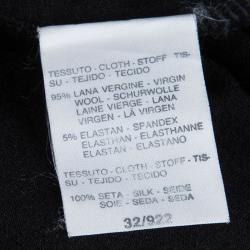 TESSUTO - CLOTH - STOFF - TIS-
SU - TEJIDO - TECIDO
95% LANA VERGINE - VIRGIN
WOOL - SCHURWOLLE
LAINE VIERGE - LANA
VIRGEN - LÃ VIRGEN
5% ELASTAN - SPANDEX
ELASTHAN - ELASTHANNE
ELASTAN - ELASTANO
TESSUTO - CLOTH - STOFF - TIS-
SU - TEJIDO - TECIDO
100% SETA - SILK - SEIDE
SOIE - SEDA - SEDA
32/922